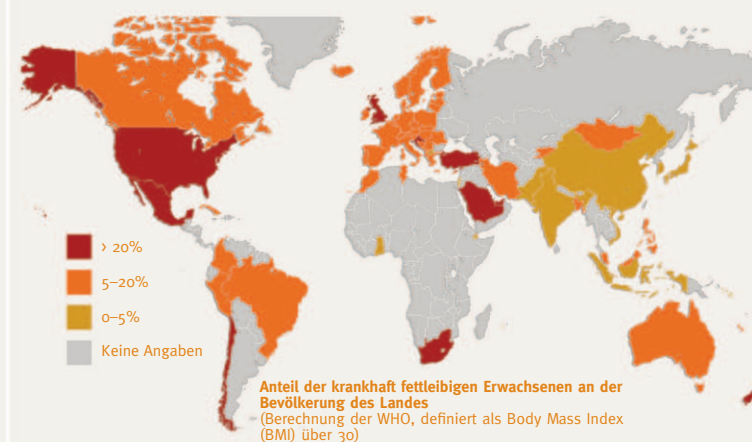 > 20%
5–20%
0–5%
Keine Angaben
Anteil der krankhaft fettleibigen Erwachsenen an der
Bevölkerung des Landes
(Berechnung der WHO, definiert als Body Mass Index
(BMI) über 30)